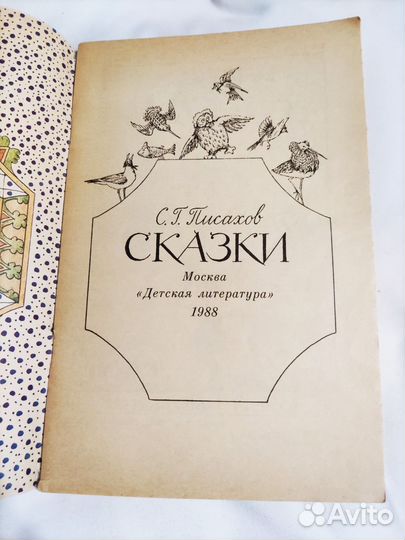 С. Г. Писахов
СКАЗКИ
Москва
«Детская литература»
1988
Avito